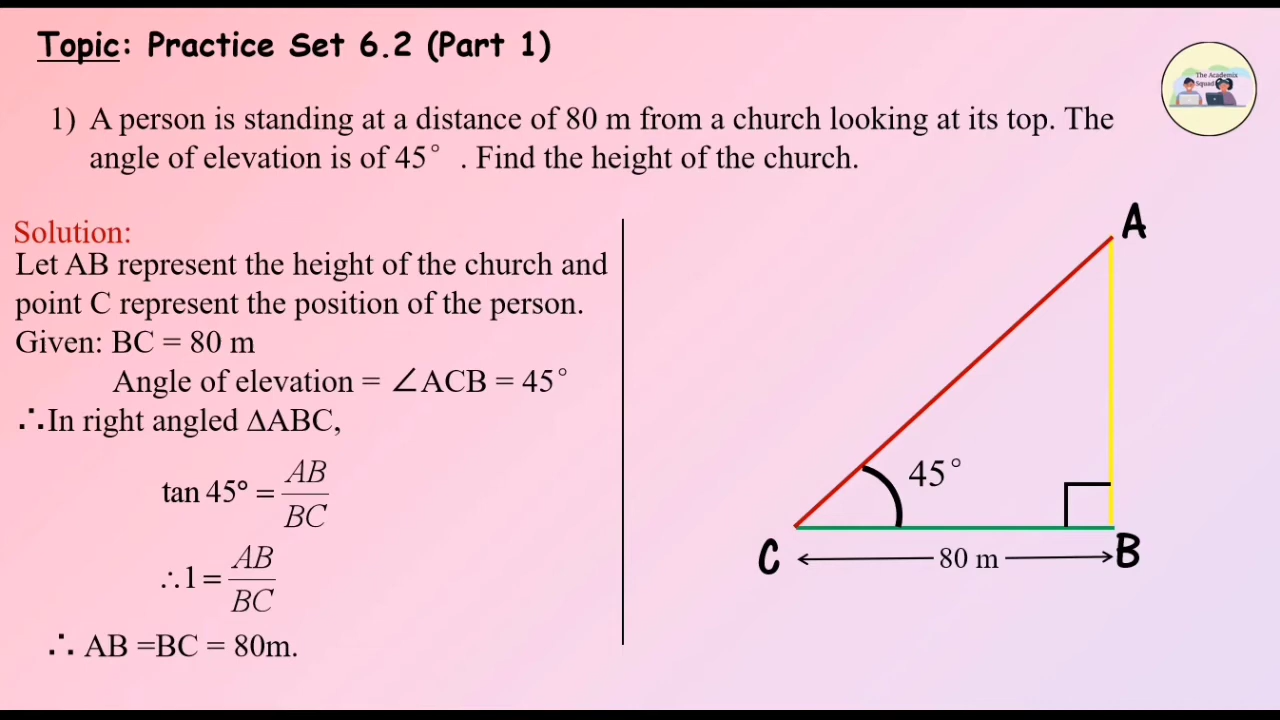 Topic: Practice Set 6.2 (Part 1)
The Academix
Squad
1) A person is standing at a distance of 80 m from a church looking at its top. The
angle of elevation is of 45° . Find the height of the church.
Solution:
Let AB represent the height of the church and
point C represent the position of the person.
Given: BC = 80 m
Angle of elevation = ∠ACB = 45°
∴In right angled ΔABC,
tan 45° = AB/BC
∴1 = AB/BC
∴ AB =BC = 80m.
A
45°
C
80 m
B